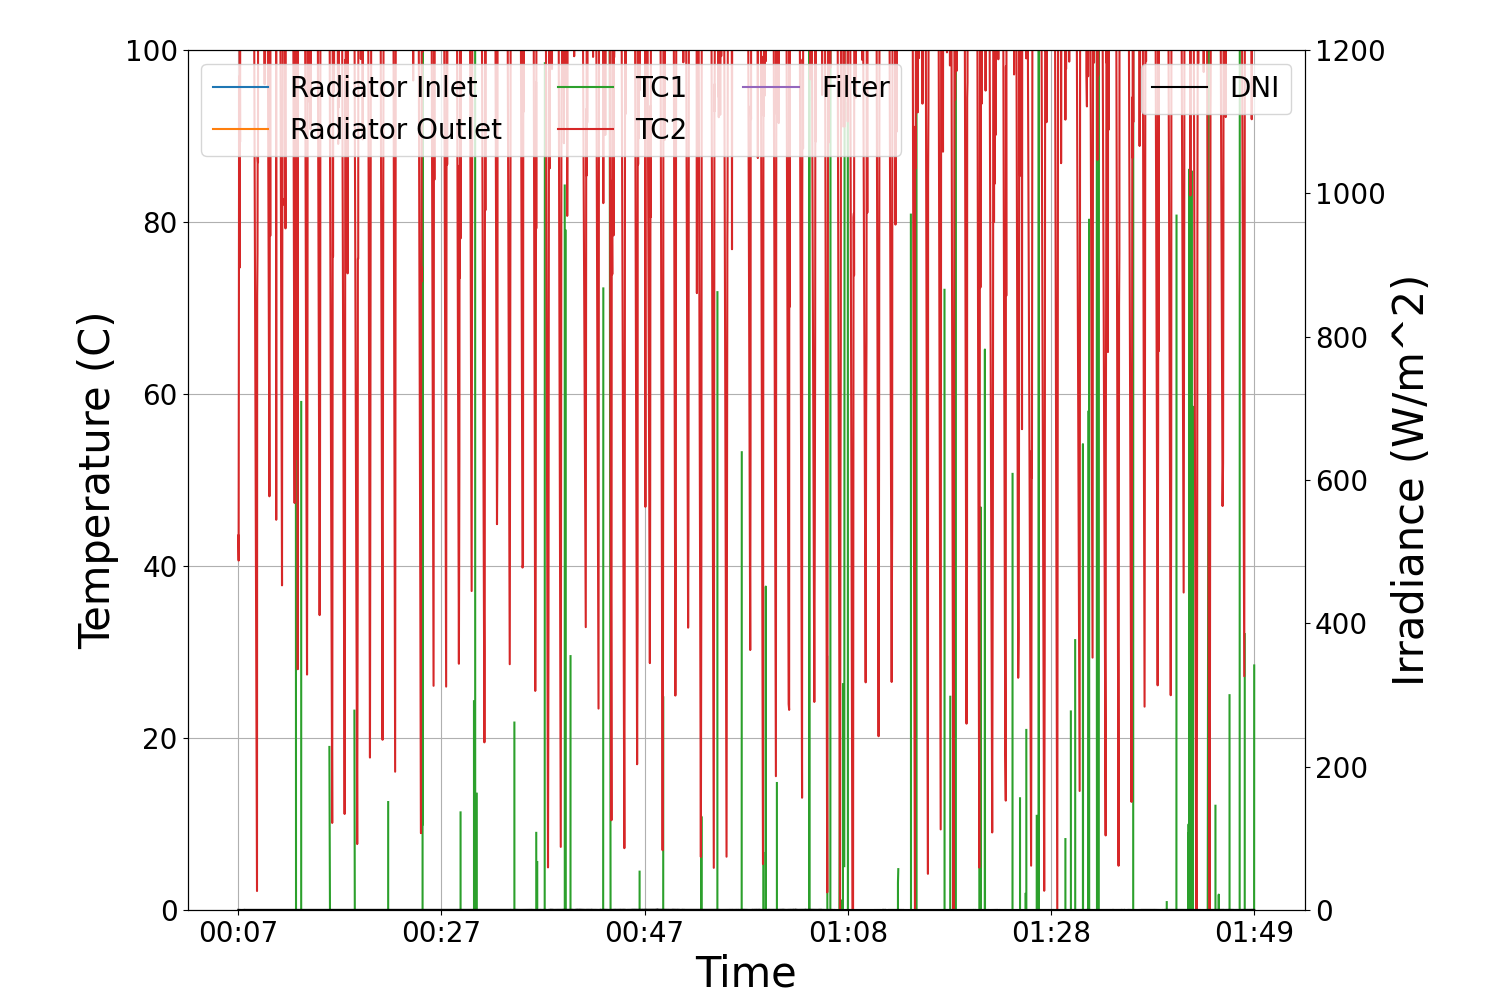 100
80
60
40
20
0
Temperature (C)
Radiator Inlet
Radiator Outlet
TC1
TC2
Filter
DNI
1200
1000
800
600
400
200
0
Irradiance (W/m^2)
00:07
00:27
00:47
01:08
01:28
01:49
Time